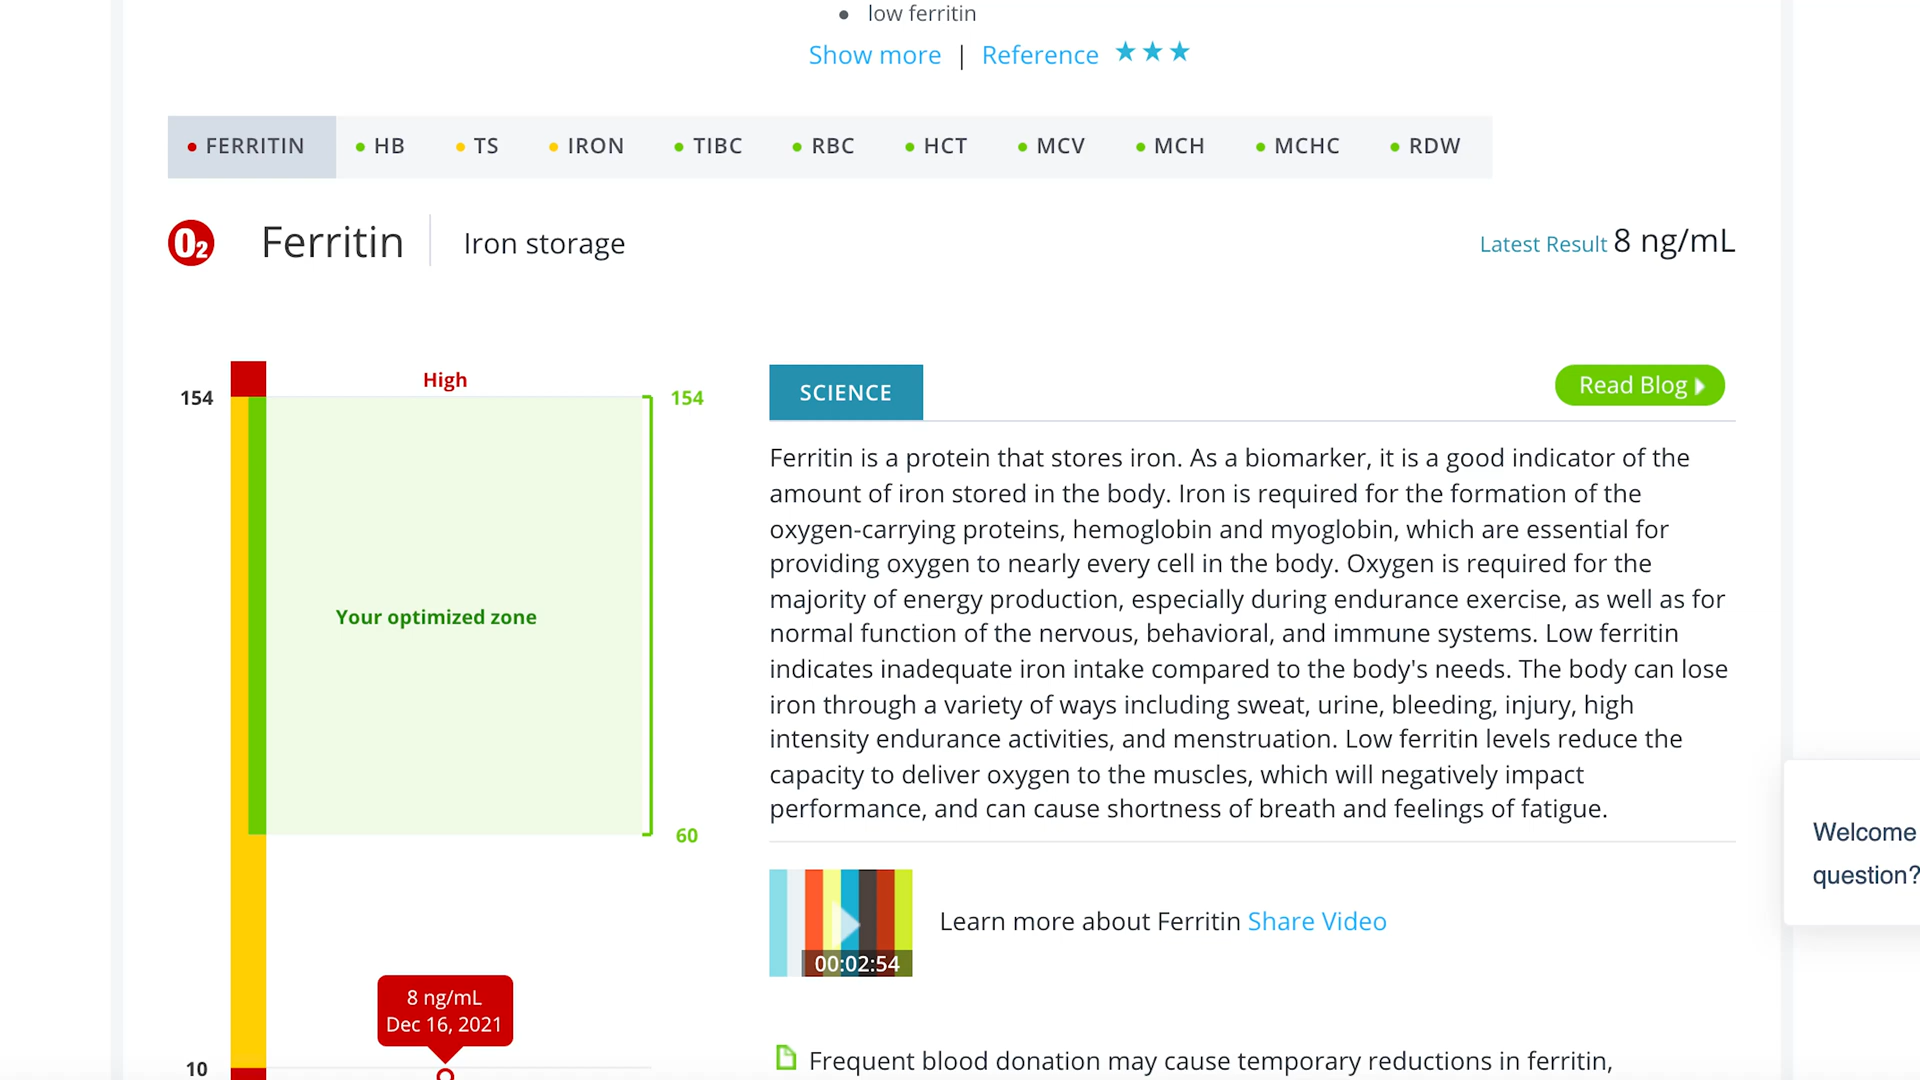 low ferritin
Show more | Reference
FERRITIN HB TS IRON TIBC RBC HCT MCV MCH MCHC RDW
O2 Ferritin Iron storage
Latest Result 8 ng/mL
High
154
154
Your optimized zone
60
8 ng/mL
Dec 16, 2021
10
SCIENCE
Read Blog
Ferritin is a protein that stores iron. As a biomarker, it is a good indicator of the
amount of iron stored in the body. Iron is required for the formation of the
oxygen-carrying proteins, hemoglobin and myoglobin, which are essential for
providing oxygen to nearly every cell in the body. Oxygen is required for the
majority of energy production, especially during endurance exercise, as well as for
normal function of the nervous, behavioral, and immune systems. Low ferritin
indicates inadequate iron intake compared to the body's needs. The body can lose
iron through a variety of ways including sweat, urine, bleeding, injury, high
intensity endurance activities, and menstruation. Low ferritin levels reduce the
capacity to deliver oxygen to the muscles, which will negatively impact
performance, and can cause shortness of breath and feelings of fatigue.
00:02:54
Learn more about Ferritin Share Video
Frequent blood donation may cause temporary reductions in ferritin,
Welcome
question?